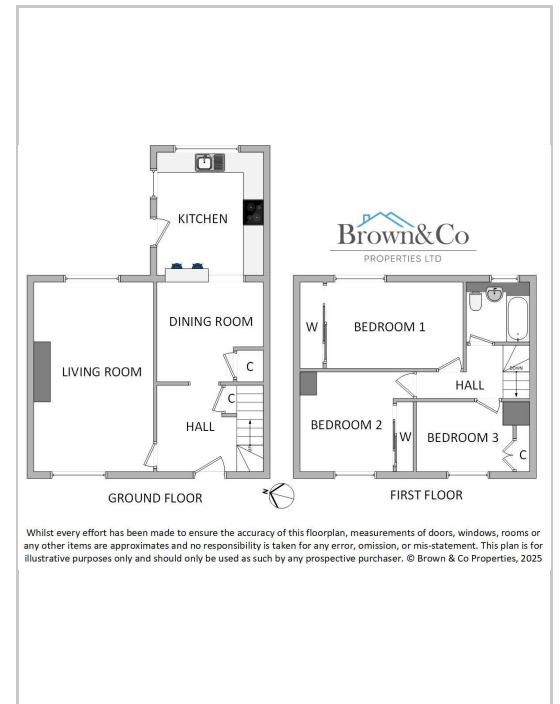 KITCHEN
Brown&Co
PROPERTIES LTD
DINING ROOM
W
BEDROOM 1
LIVING ROOM
C
DOWN
HALL
C
HALL
BEDROOM 2
W
BEDROOM 3
C
GROUND FLOOR
N
FIRST FLOOR
Whilst every effort has been made to ensure the accuracy of this floorplan, measurements of doors, windows, rooms or
any other items are approximates and no responsibility is taken for any error, omission, or mis-statement. This plan is for
illustrative purposes only and should only be used as such by any prospective purchaser. © Brown & Co Properties, 2025